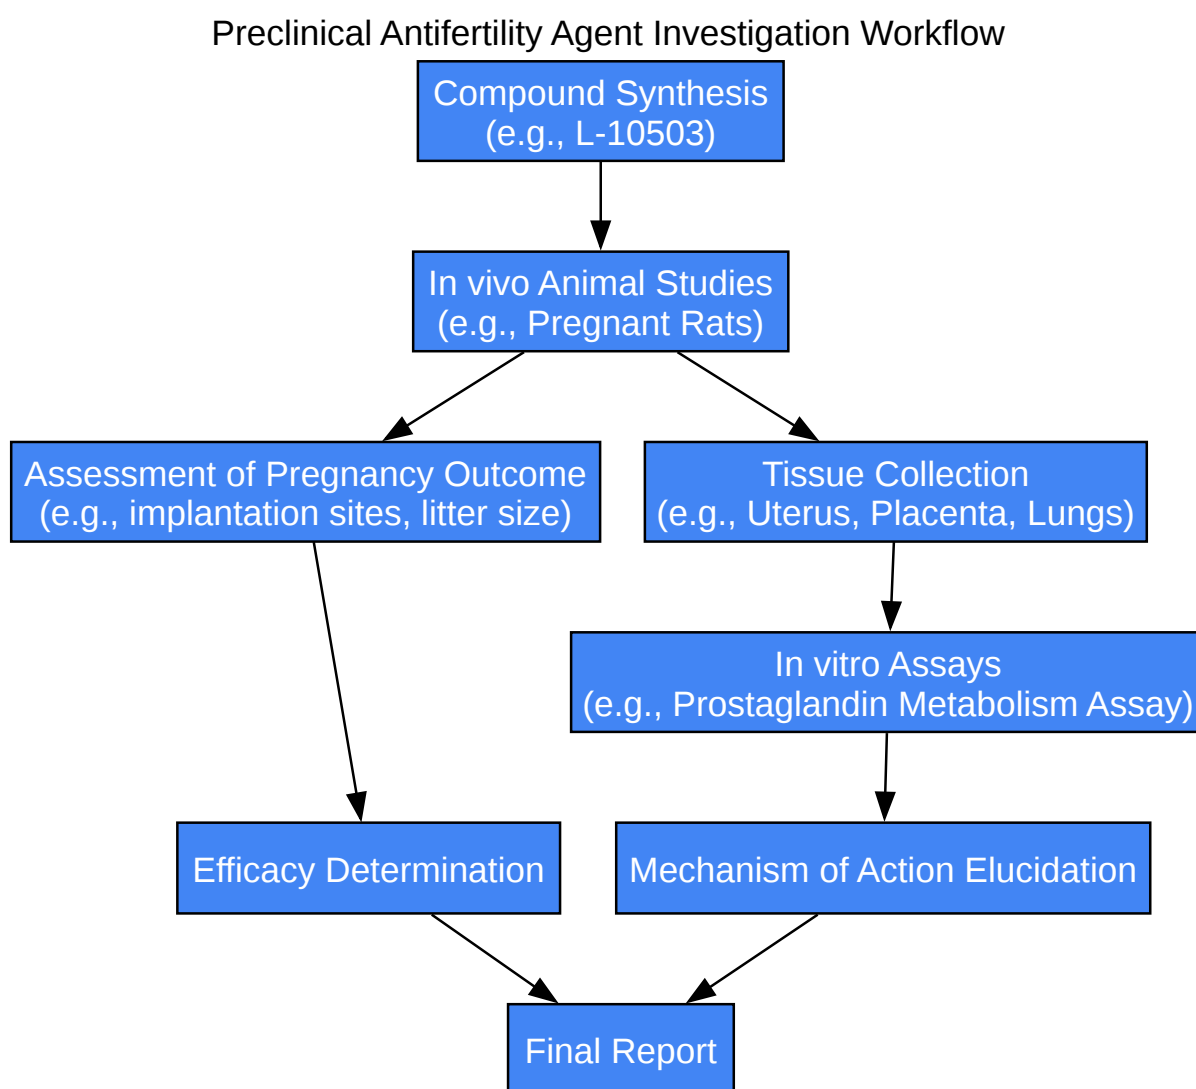 Preclinical Antifertility Agent Investigation Workflow
Compound Synthesis
(e.g., L-10503)
In vivo Animal Studies
(e.g., Pregnant Rats)
Assessment of Pregnancy Outcome
(e.g., implantation sites, litter size)
Tissue Collection
(e.g., Uterus, Placenta, Lungs)
In vitro Assays
(e.g., Prostaglandin Metabolism Assay)
Efficacy Determination
Mechanism of Action Elucidation
Final Report